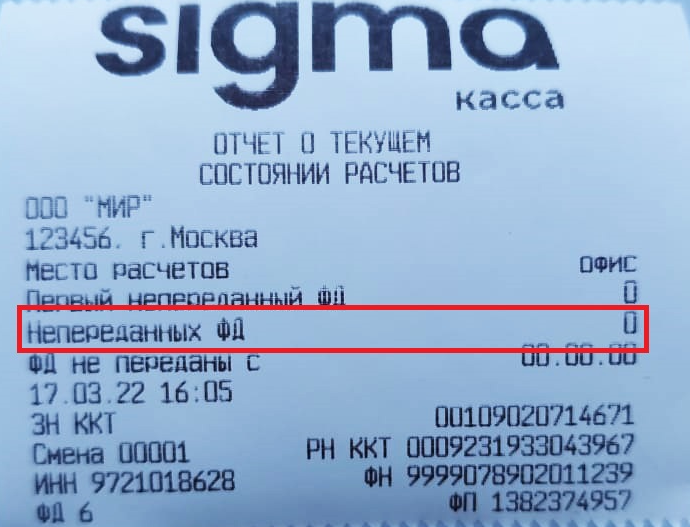 sigma
касса
ОТЧЕТ О ТЕКУЩЕМ
СОСТОЯНИИ РАСЧЕТОВ
ООО "МИР"
123456. г.Москва
Место расчетов ОФИС
Первый непереданный ФД 0
Непереданных ФД 0
ФД не переданы с 00.00.00
17.03.22 16:05
ЗН ККТ 00109020714671
Смена 00001 РН ККТ 0009231933043967
ИНН 9721018628 ФН 9999078902011239
ФД 6 ФП 1382374957